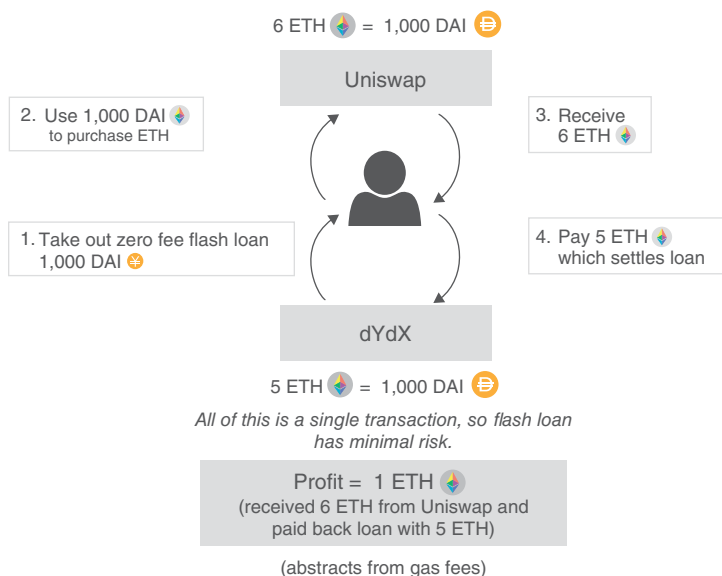 6 ETH = 1,000 DAI
Uniswap
2. Use 1,000 DAI
to purchase ETH
3. Receive
6 ETH
1. Take out zero fee flash loan
1,000 DAI ¥
4. Pay 5 ETH
which settles loan
dYdX
5 ETH = 1,000 DAI
All of this is a single transaction, so flash loan
has minimal risk.
Profit = 1 ETH
(received 6 ETH from Uniswap and
paid back loan with 5 ETH)
(abstracts from gas fees)